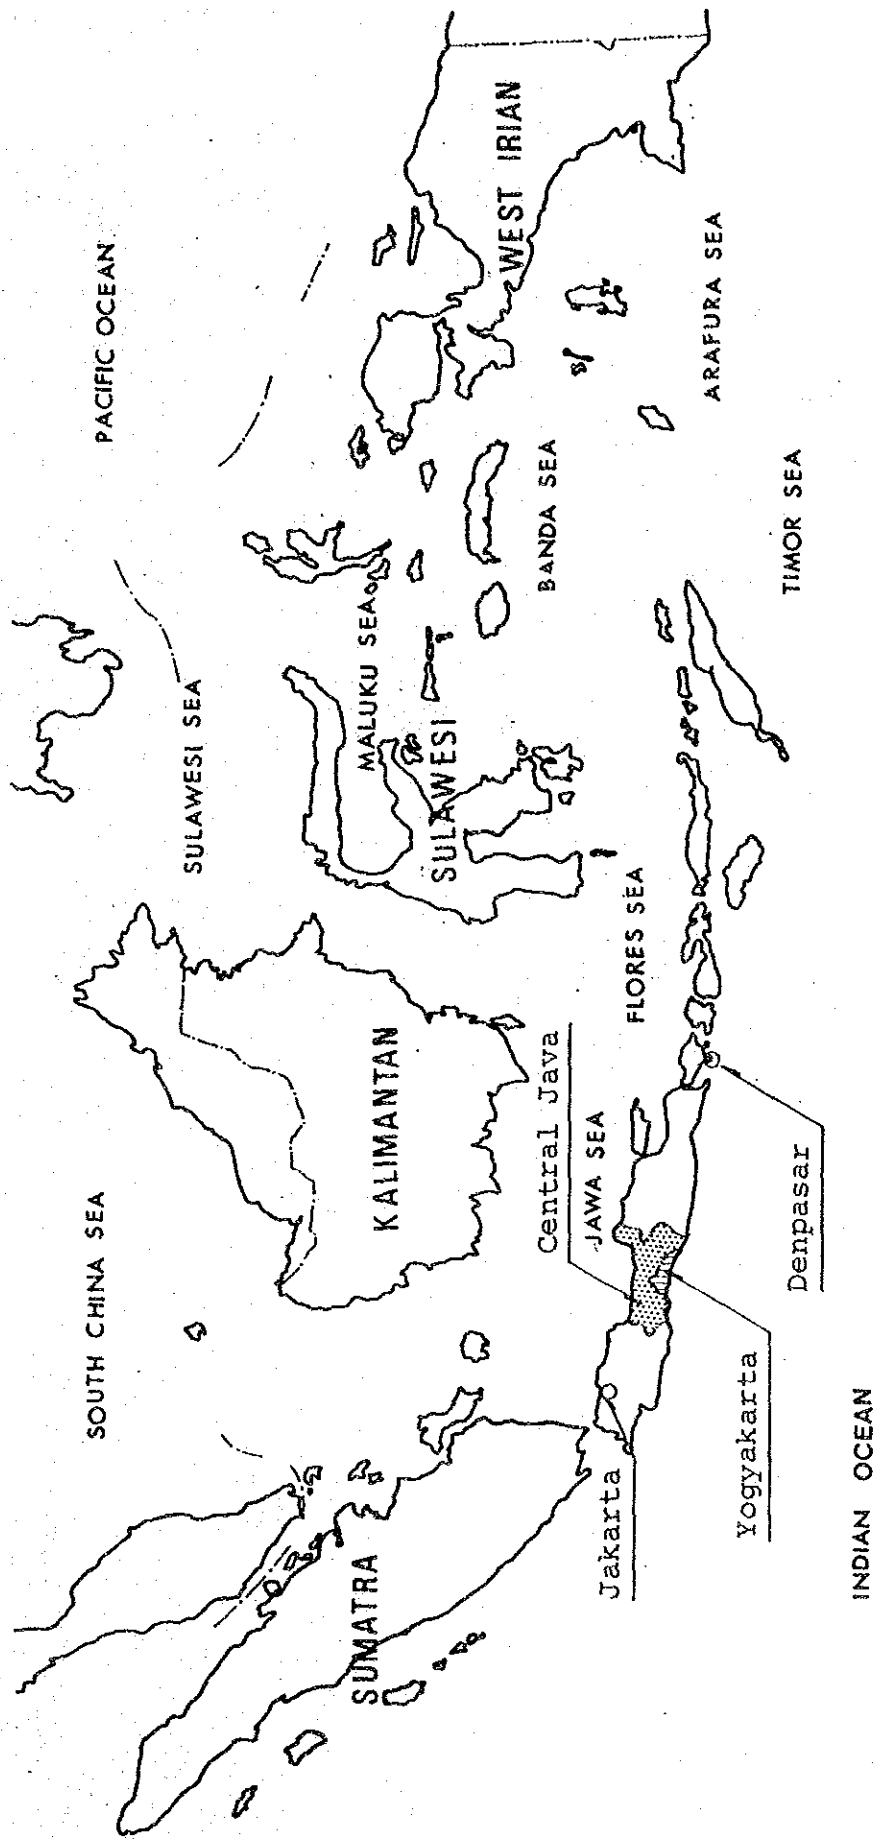 PACIFIC OCEAN
SOUTH CHINA SEA
SULAWESI SEA
MALUKU SEA
WEST IRIAN
SUMATRA
KALIMANTAN
SULAWESI
BANDA SEA
Central Java
JAWA SEA
FLORES SEA
ARAFURA SEA
Jakarta
TIMOR SEA
Yogyakarta
Denpasar
INDIAN OCEAN